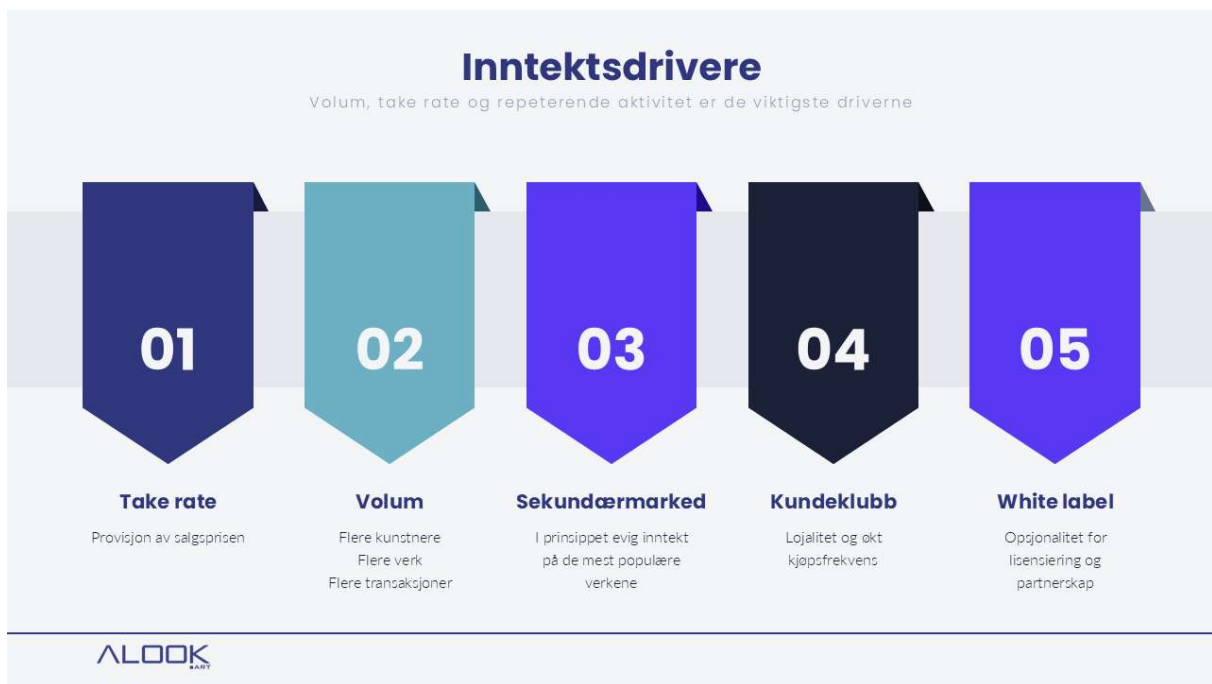 Inntektsdrivere
Volum, take rate og repeterende aktivitet er de viktigste driverne
01
02
03
04
05
Take rate
Provisjon av salgsprisen
Volum
Flere kunstnere
Flere verk
Flere transaksjoner
Sekundærmarked
I prinsippet evig inntekt
på de mest populære
verkene
Kundeklubb
Lojalitet og økt
kjøpsfrekvens
White label
Opsjonalitet for
lisensiering og
partnerskap
ALOOK
.ART